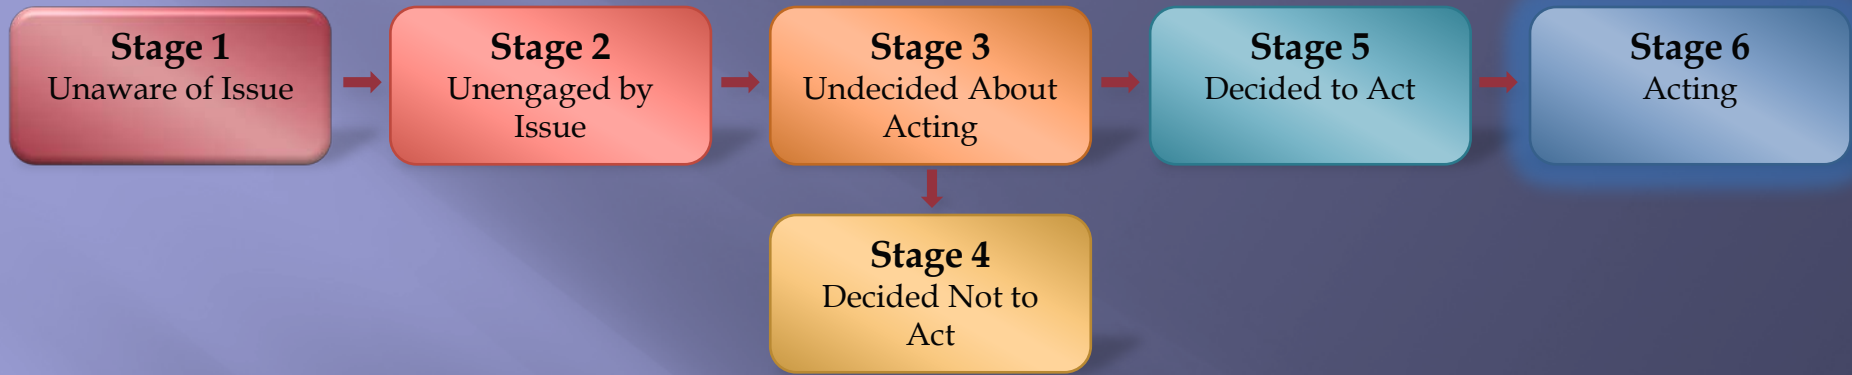 Stage 1
Unaware of Issue
Stage 2
Unengaged by
Issue
Stage 3
Undecided About
Acting
Stage 5
Decided to Act
Stage 6
Acting
Stage 4
Decided Not to
Act